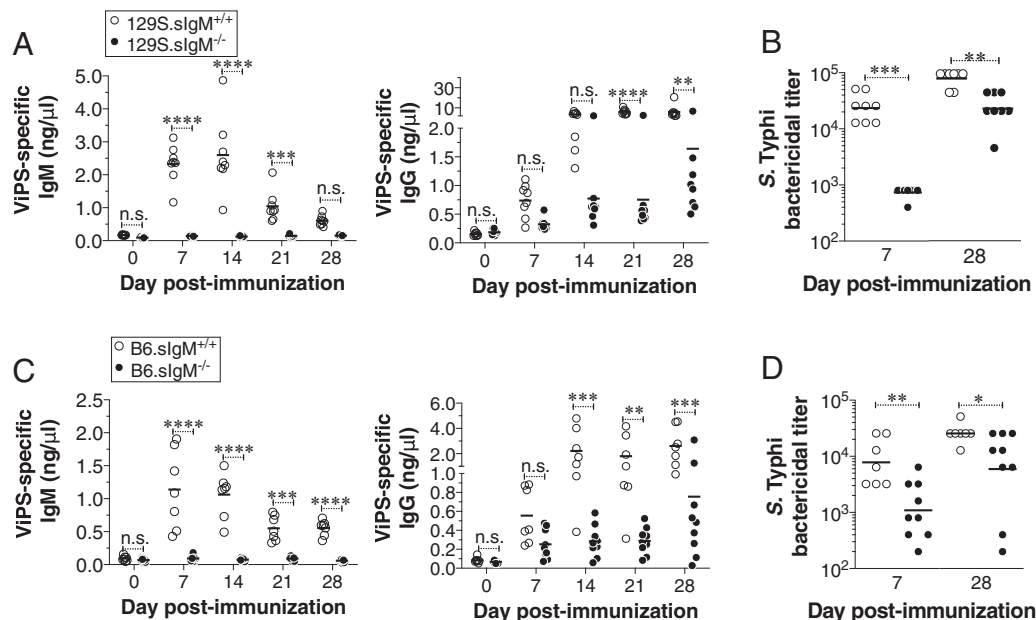 A
○ 129S.sIgM+/+
● 129S.sIgM-/-
ViPS-specific
IgM (ng/μl)
5.0
4.0
3.0
2.0
1.0
0.0
n.s.
****
****
***
n.s.
0 7 14 21 28
Day post-immunization
ViPS-specific
IgG (ng/μl)
30
10
2.0
1.5
1.0
0.5
0.0
n.s.
n.s.
n.s.
****
**
0 7 14 21 28
Day post-immunization
B
S. Typhi
bactericidal titer
10^5
10^4
10^3
10^2
***
**
7 28
Day post-immunization
C
○ B6.sIgM+/+
● B6.sIgM-/-
ViPS-specific
IgM (ng/μl)
2.5
2.0
1.5
1.0
0.5
0.0
n.s.
****
****
***
****
0 7 14 21 28
Day post-immunization
ViPS-specific
IgG (ng/μl)
6.0
4.0
2.0
1.0
0.8
0.6
0.4
0.2
0.0
n.s.
n.s.
***
**
***
0 7 14 21 28
Day post-immunization
D
S. Typhi
bactericidal titer
10^5
10^4
10^3
10^2
**
*
7 28
Day post-immunization